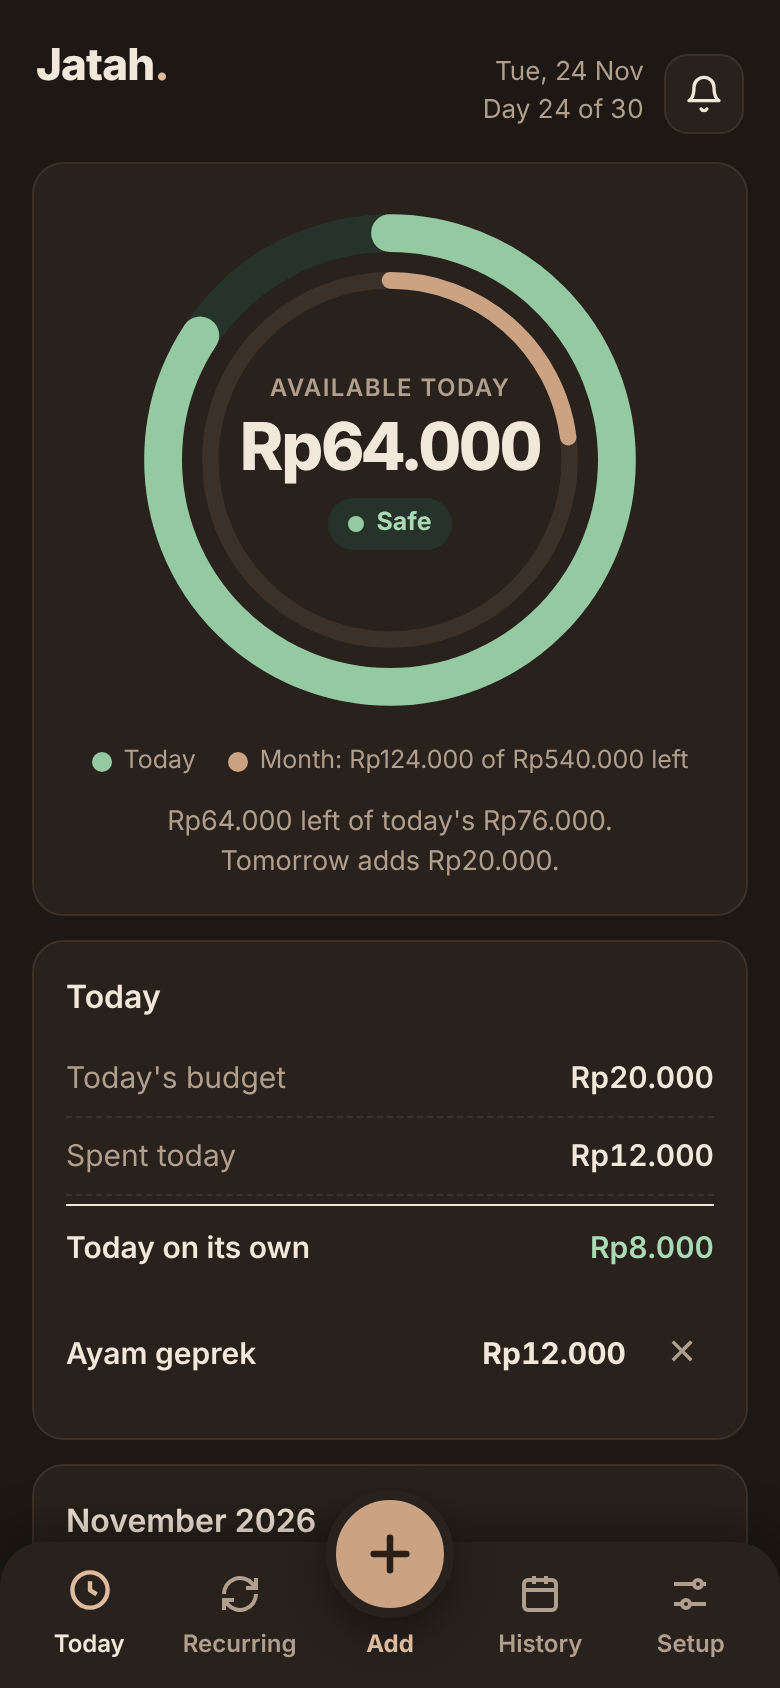 Jatah.
Tue, 24 Nov
Day 24 of 30
AVAILABLE TODAY
Rp64.000
Safe
Today
Month: Rp124.000 of Rp540.000 left
Rp64.000 left of today's Rp76.000.
Tomorrow adds Rp20.000.
Today
Today's budget Rp20.000
Spent today Rp12.000
Today on its own Rp8.000
Ayam geprek Rp12.000 ✕
November 2026
Today
Recurring
Add
History
Setup